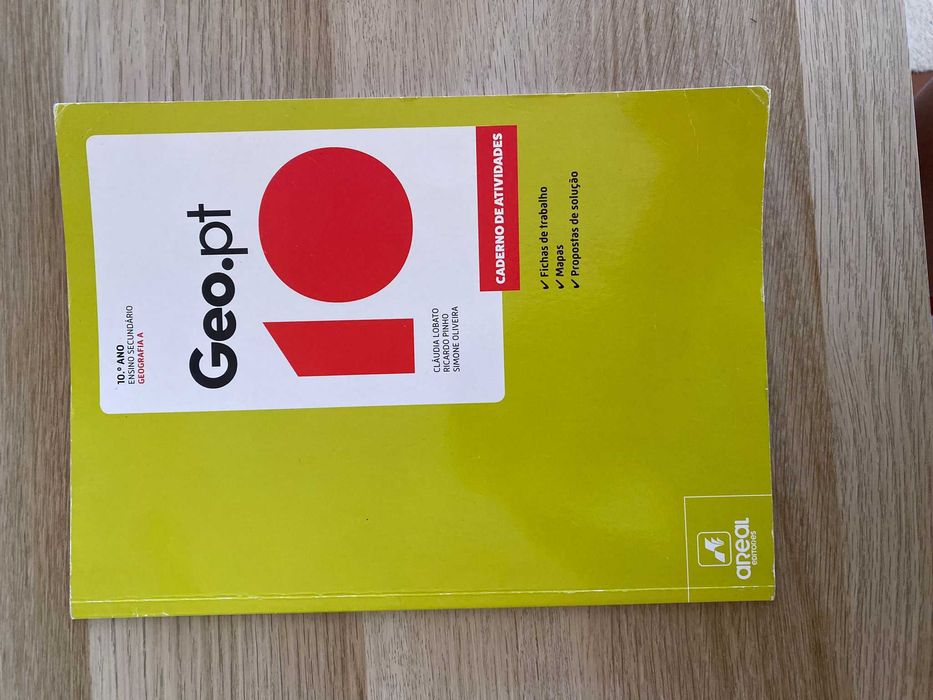 10.º ANO
ENSINO SECUNDÁRIO
GEOGRAFIA A
Geo.pt
10
CLÁUDIA LOBATO
RICARDO PINHO
SIMONE OLIVEIRA
CADERNO DE ATIVIDADES
✓ Fichas de trabalho
✓ Mapas
✓ Propostas de solução
aReaL
EDITORES